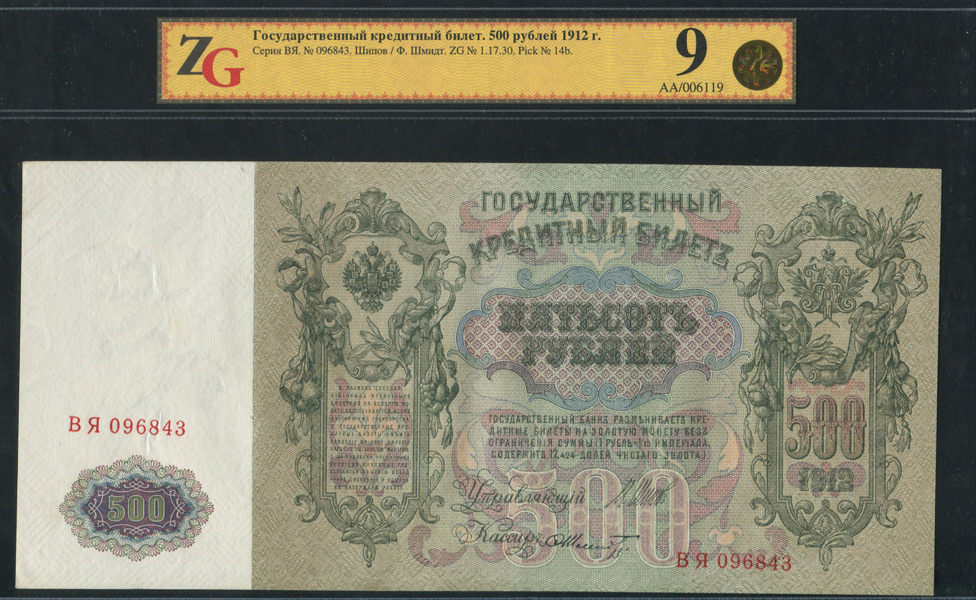 ZG
Государственный кредитный билет. 500 рублей 1912 г.
Серия ВЯ, № 096843. Шипов / Ф. Шмидт. ZG № 1.17.30. Pick № 14b.
9
АА/006119
ГОСУДАРСТВЕННЫЙ
КРЕДИТНЫЙ БИЛЕТЪ
ПЯТЬСОТЪ
РУБЛЕЙ
ГОСУДАРСТВЕННЫЙ БАНКЪ РАЗМѢНИВАЕТЪ КРЕ-
ДИТНЫЕ БИЛЕТЫ НА ЗОЛОТУЮ МОНЕТУ БЕЗЪ
ОГРАНИЧЕНІЯ СУММЫ (1 РУБЛЬ = 1/15 ИМПЕРІАЛА,
СОДЕРЖИТЪ 17,424 ДОЛЕЙ ЧИСТАГО ЗОЛОТА.)
500
1912
Управляющій
Кассиръ
500
ВЯ 096843
ВЯ 096843
500